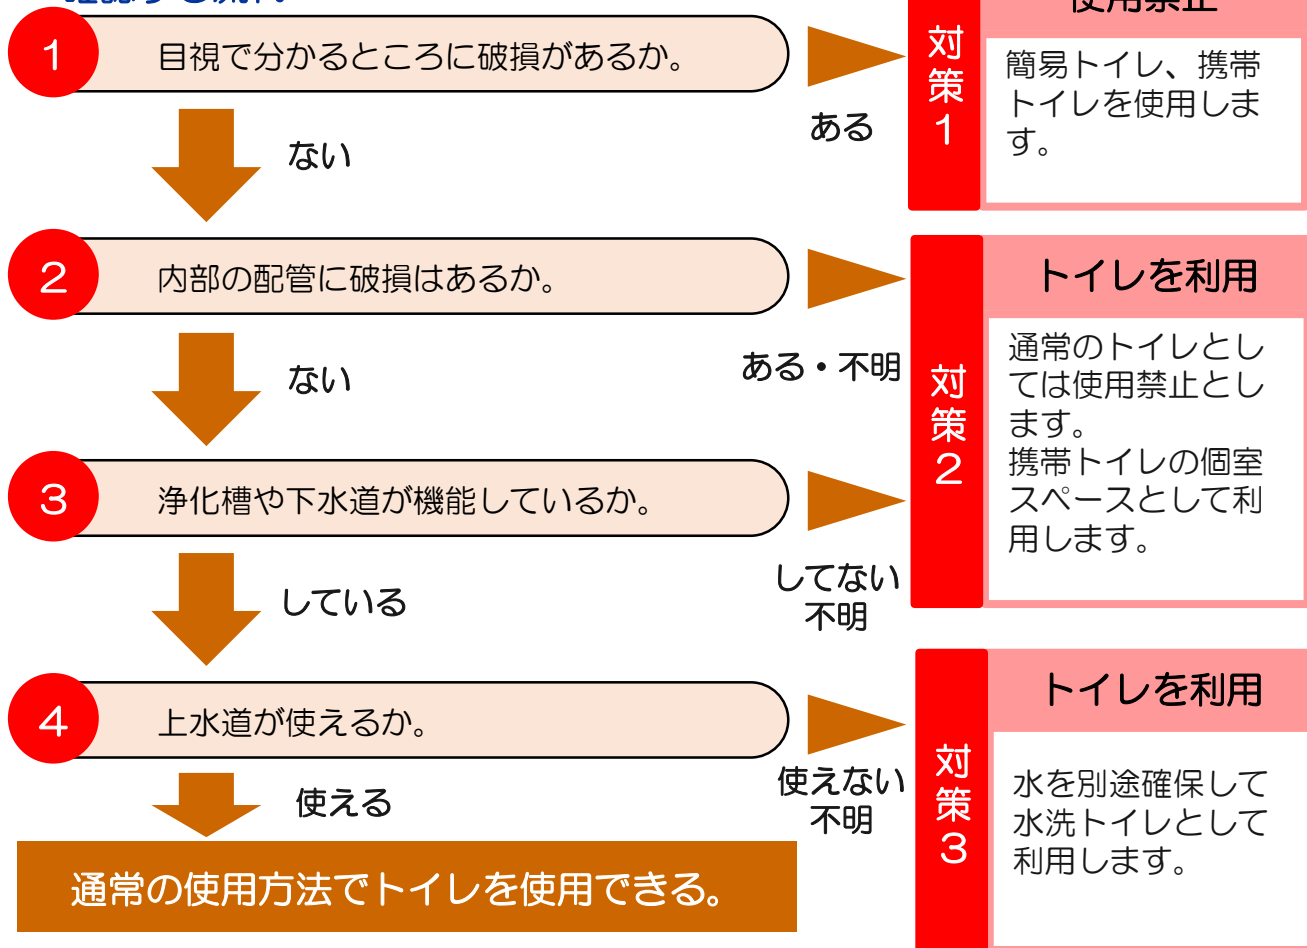 1
目視で分かるところに破損があるか。
ない
ある
対策1
使用禁止
簡易トイレ、携帯
トイレを使用しま
す。
2
内部の配管に破損はあるか。
ない
ある・不明
3
浄化槽や下水道が機能しているか。
している
してない
不明
対策2
トイレを利用
通常のトイレとし
ては使用禁止とし
ます。
携帯トイレの個室
スペースとして利
用します。
4
上水道が使えるか。
使える
使えない
不明
対策3
トイレを利用
水を別途確保して
水洗トイレとして
利用します。
通常の使用方法でトイレを使用できる。